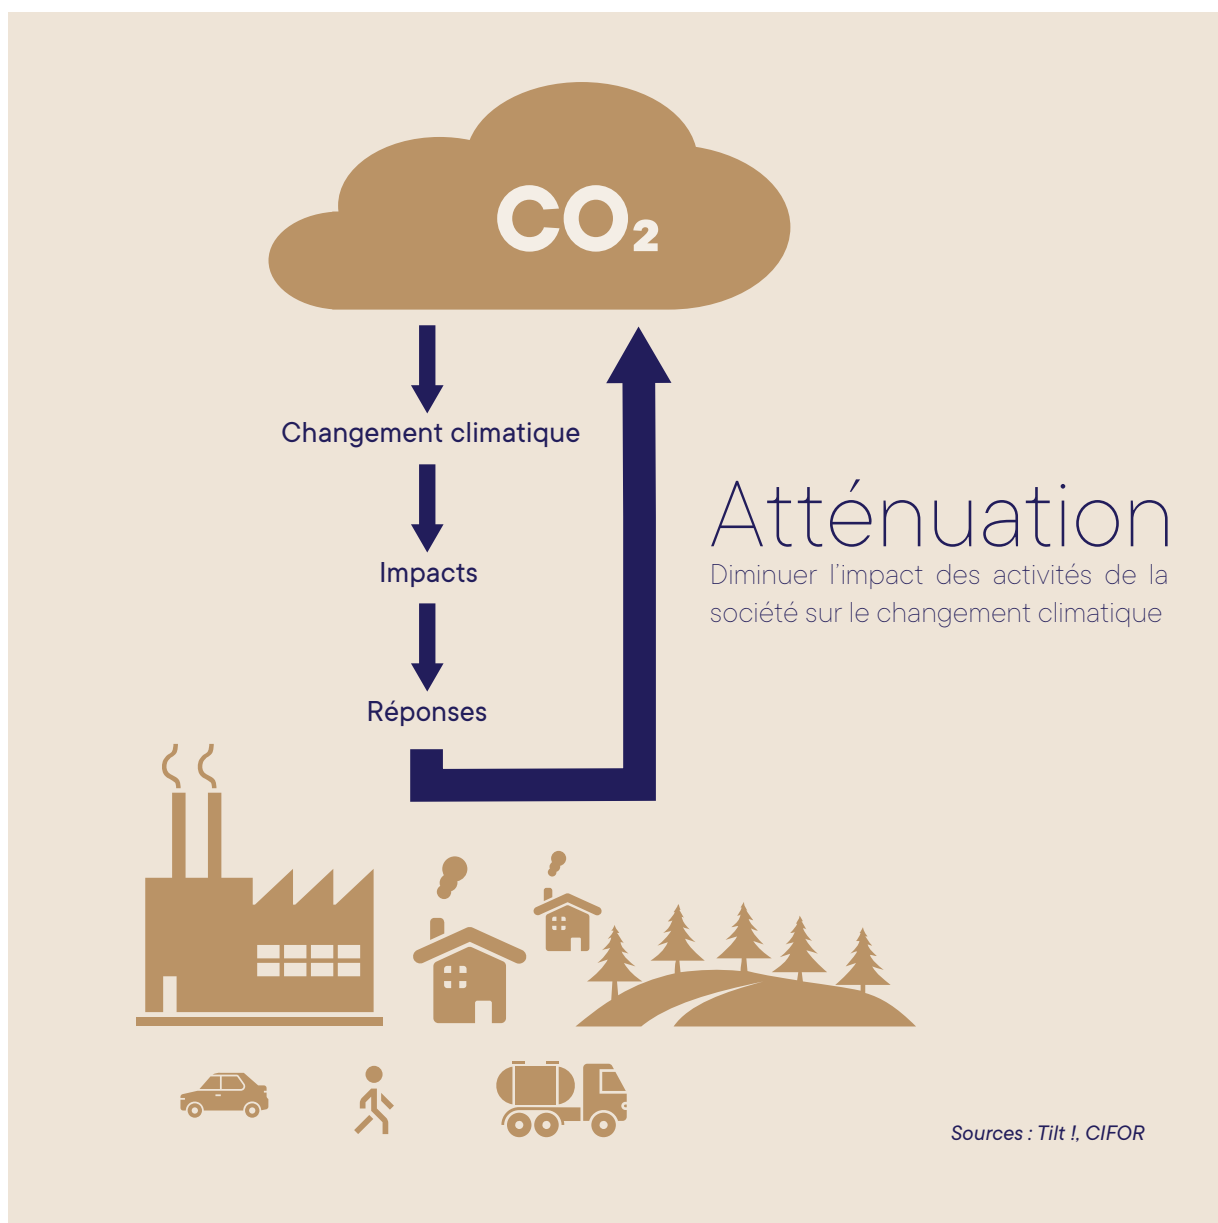 CO₂
Changement climatique
Impacts
Réponses
Atténuation
Diminuer l'impact des activités de la
société sur le changement climatique
Sources : Tilt !, CIFOR